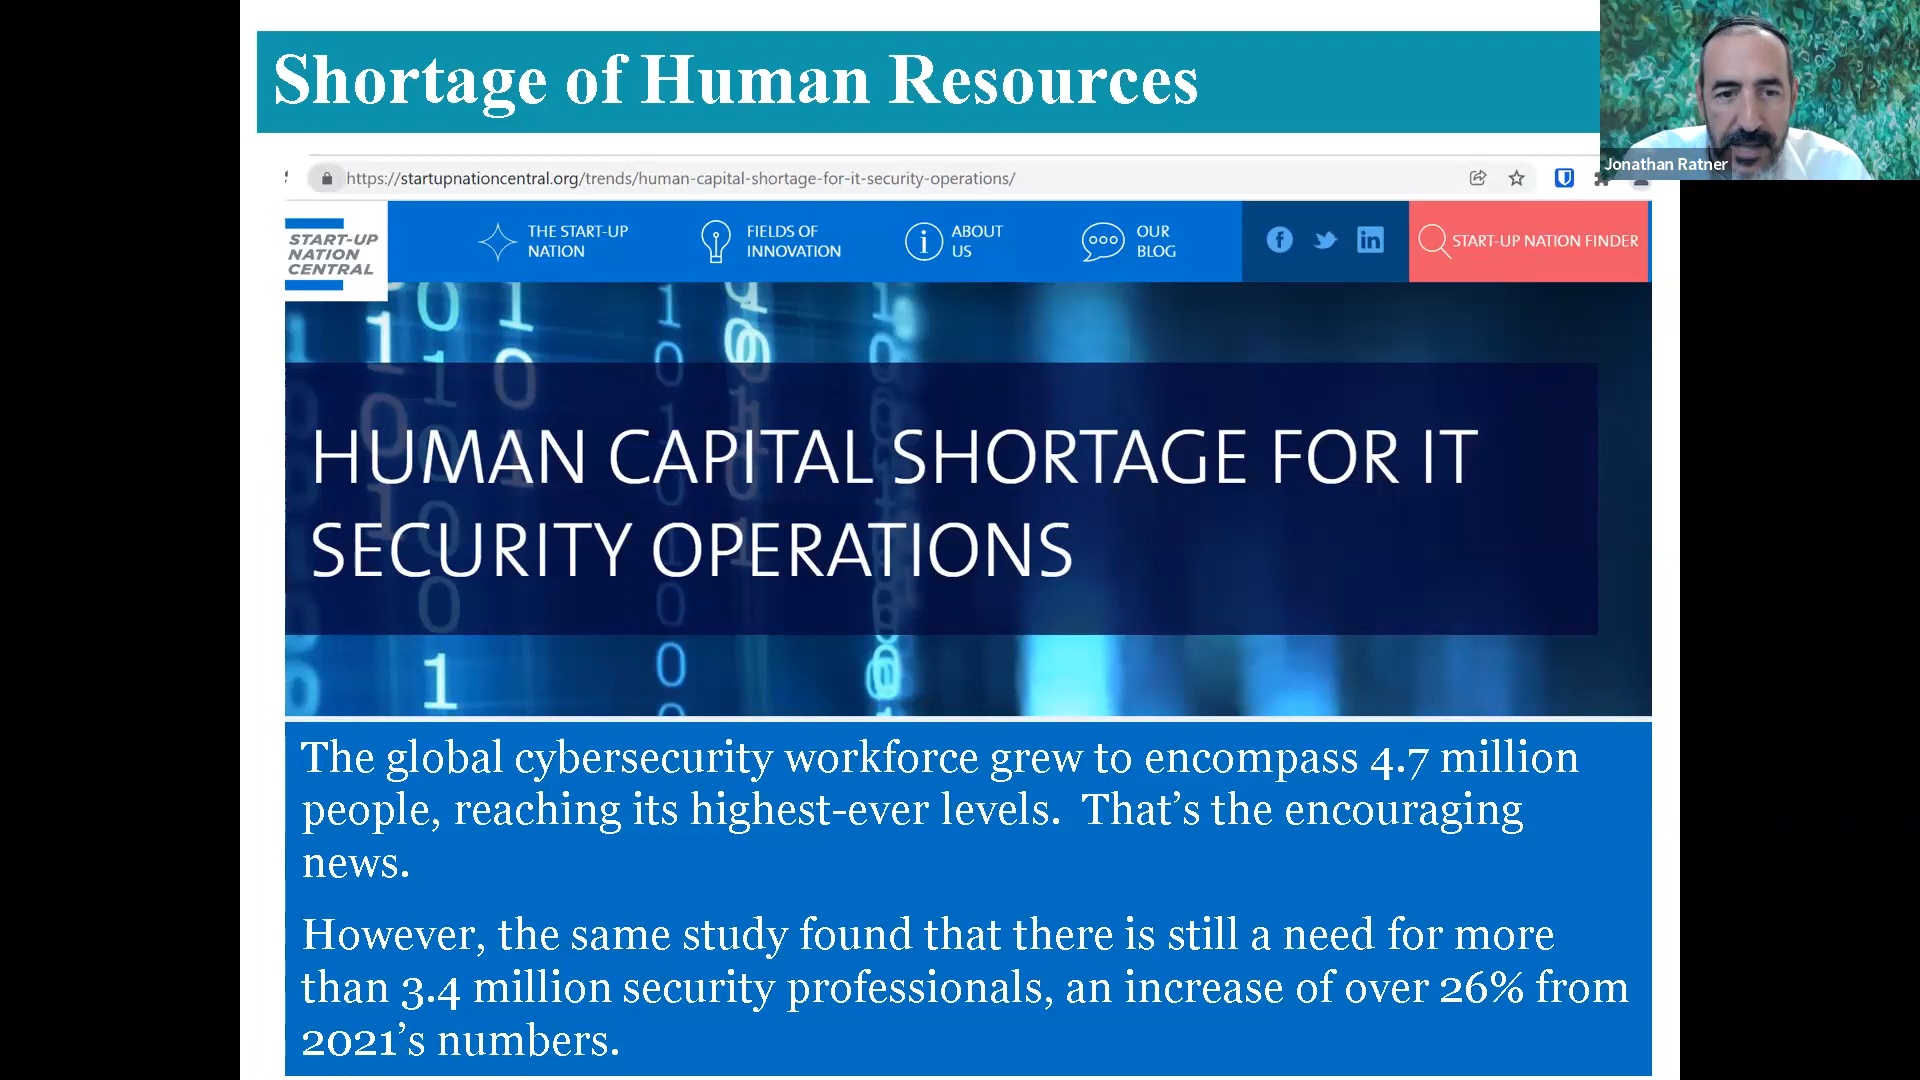 Shortage of Human Resources
Jonathan Ratner
https://startupnationcentral.org/trends/human-capital-shortage-for-it-security-operations/
START-UP
NATION
CENTRAL
THE START-UP
NATION
FIELDS OF
INNOVATION
ABOUT
US
OUR
BLOG
START-UP NATION FINDER
HUMAN CAPITAL SHORTAGE FOR IT
SECURITY OPERATIONS
The global cybersecurity workforce grew to encompass 4.7 million
people, reaching its highest-ever levels.  That’s the encouraging
news.
However, the same study found that there is still a need for more
than 3.4 million security professionals, an increase of over 26% from
2021’s numbers.